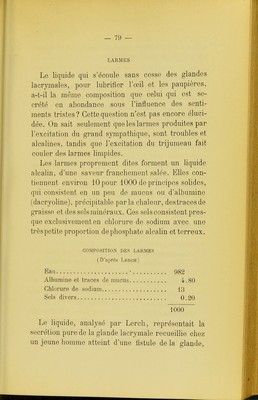 — 79 —
LARMES
Le liquide qui s'écoule sans cesse des glandes
lacrymales, pour lubrifier l'œil et les paupières,
a-t-il la même composition que celui qui est se-
crété en abondance sous l'influence des senti-
ments tristes? Cette question n'est pas encore éluci-
dée. On sait seulement que les larmes produites par
l'excitation du grand sympathique, sont troubles et
alcalines, tandis que l'excitation du trijumeau fait
couler des larmes limpides.
Les larmes proprement dites forment un liquide
alcalin, d'une saveur franchement salée. Elles con-
tiennent environ 10 pour 1000 de principes solides,
qui consistent en un peu de mucus ou d'albumine
(dacryoline), précipitable par la chaleur, des traces de
graisse et des sels minéraux. Ces sels consistent pres-
que exclusivement en chlorure de sodium avec une
très petite proportion de phosphate alcalin et terreux.
COMPOSITION DES LARMES
(D'après Lerch)
Eau.............................. 982
Albumine et traces de mucus........... 4.80
Chlorure de sodium.................. 13
Sels divers........................ 0.20
1000
Le liquide, analysé par Lerch, représentait la
secrétion pure de la glande lacrymale recueillie chez
un jeune homme atteint d'une fistule de la glande,